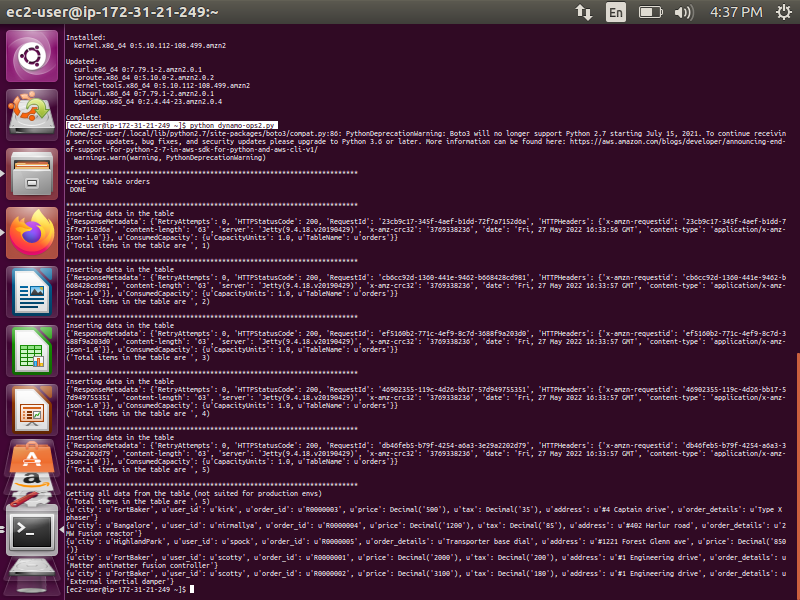 ec2-user@ip-172-31-21-249:~
En
4:37 PM
Installed:
kernel.x86_64 0:5.10.112-108.499.amzn2
Updated:
curl.x86_64 0:7.79.1-2.amzn2.0.1
iproute.x86_64 0:5.10.0-2.amzn2.0.2
kernel-tools.x86_64 0:5.10.112-108.499.amzn2
libcurl.x86_64 0:7.79.1-2.amzn2.0.1
openldap.x86_64 0:2.4.44-23.amzn2.0.4
Complete!
[ec2-user@ip-172-31-21-249 ~]$ python dynamo-ops2.py
/home/ec2-user/.local/lib/python2.7/site-packages/boto3/compat.py:86: PythonDeprecationWarning: Boto3 will no longer support Python 2.7 starting July 15, 2021. To continue receivin
g service updates, bug fixes, and security updates please upgrade to Python 3.6 or later. More information can be found here: https://aws.amazon.com/blogs/developer/announcing-end-
of-support-for-python-2-7-in-aws-sdk-for-python-and-aws-cli-v1/
warnings.warn(warning, PythonDeprecationWarning)
**********************************************************************
Creating table orders
DONE
**********************************************************************
Inserting data in the table
{'ResponseMetadata': {'RetryAttempts': 0, 'HTTPStatusCode': 200, 'RequestId': '23cb9c17-345f-4aef-b1dd-72f7a7152d6a', 'HTTPHeaders': {'x-amzn-requestid': '23cb9c17-345f-4aef-b1dd-7
2f7a7152d6a', 'content-length': '63', 'server': 'Jetty(9.4.18.v20190429)', 'x-amz-crc32': '3769338236', 'date': 'Fri, 27 May 2022 16:33:56 GMT', 'content-type': 'application/x-amz-
json-1.0'}}, u'ConsumedCapacity': {u'CapacityUnits': 1.0, u'TableName': u'orders'}}
('Total items in the table are ', 1)
**********************************************************************
Inserting data in the table
{'ResponseMetadata': {'RetryAttempts': 0, 'HTTPStatusCode': 200, 'RequestId': 'cb6cc92d-1360-441e-9462-b668428cd981', 'HTTPHeaders': {'x-amzn-requestid': 'cb6cc92d-1360-441e-9462-b
668428cd981', 'content-length': '63', 'server': 'Jetty(9.4.18.v20190429)', 'x-amz-crc32': '3769338236', 'date': 'Fri, 27 May 2022 16:33:57 GMT', 'content-type': 'application/x-amz-
json-1.0'}}, u'ConsumedCapacity': {u'CapacityUnits': 1.0, u'TableName': u'orders'}}
('Total items in the table are ', 2)
**********************************************************************
Inserting data in the table
{'ResponseMetadata': {'RetryAttempts': 0, 'HTTPStatusCode': 200, 'RequestId': 'ef5160b2-771c-4ef9-8c7d-3688f9a203d0', 'HTTPHeaders': {'x-amzn-requestid': 'ef5160b2-771c-4ef9-8c7d-3
688f9a203d0', 'content-length': '63', 'server': 'Jetty(9.4.18.v20190429)', 'x-amz-crc32': '3769338236', 'date': 'Fri, 27 May 2022 16:33:57 GMT', 'content-type': 'application/x-amz-
json-1.0'}}, u'ConsumedCapacity': {u'CapacityUnits': 1.0, u'TableName': u'orders'}}
('Total items in the table are ', 3)
**********************************************************************
Inserting data in the table
{'ResponseMetadata': {'RetryAttempts': 0, 'HTTPStatusCode': 200, 'RequestId': '46902355-119c-4d26-bb17-57d949755351', 'HTTPHeaders': {'x-amzn-requestid': '46902355-119c-4d26-bb17-5
7d949755351', 'content-length': '63', 'server': 'Jetty(9.4.18.v20190429)', 'x-amz-crc32': '3769338236', 'date': 'Fri, 27 May 2022 16:33:57 GMT', 'content-type': 'application/x-amz-
json-1.0'}}, u'ConsumedCapacity': {u'CapacityUnits': 1.0, u'TableName': u'orders'}}
('Total items in the table are ', 4)
**********************************************************************
Inserting data in the table
{'ResponseMetadata': {'RetryAttempts': 0, 'HTTPStatusCode': 200, 'RequestId': 'db46feb5-b79f-4254-a6a3-3e29a2202d79', 'HTTPHeaders': {'x-amzn-requestid': 'db46feb5-b79f-4254-a6a3-3
e29a2202d79', 'content-length': '63', 'server': 'Jetty(9.4.18.v20190429)', 'x-amz-crc32': '3769338236', 'date': 'Fri, 27 May 2022 16:33:57 GMT', 'content-type': 'application/x-amz-
json-1.0'}}, u'ConsumedCapacity': {u'CapacityUnits': 1.0, u'TableName': u'orders'}}
('Total items in the table are ', 5)
**********************************************************************
Getting all data from the table (not suited for production envs)
('Total items in the table are ', 5)
{u'city': u'FortBaker', u'user_id': u'kirk', u'order_id': u'R0000003', u'price': Decimal('500'), u'tax': Decimal('35'), u'address': u'#4 Captain drive', u'order_details': u'Type X
phaser'}
{u'city': u'Bangalore', u'user_id': u'nirmallya', u'order_id': u'R0000004', u'price': Decimal('1200'), u'tax': Decimal('85'), u'address': u'#402 Harlur road', u'order_details': u'2
MW Fusion reactor'}
{u'city': u'HighlandPark', u'user_id': u'spock', u'order_id': u'R0000005', u'order_details': u'Transporter base dial', u'address': u'#1221 Forest Glenn ave', u'price': Decimal('850
')}
{u'city': u'FortBaker', u'user_id': u'scotty', u'order_id': u'R0000001', u'price': Decimal('2000'), u'tax': Decimal('200'), u'address': u'#1 Engineering drive', u'order_details': u
'Matter antimatter fusion controller'}
{u'city': u'FortBaker', u'user_id': u'scotty', u'order_id': u'R0000002', u'price': Decimal('3100'), u'tax': Decimal('180'), u'address': u'#1 Engineering drive', u'order_details': u
'External inertial damper'}
[ec2-user@ip-172-31-21-249 ~]$